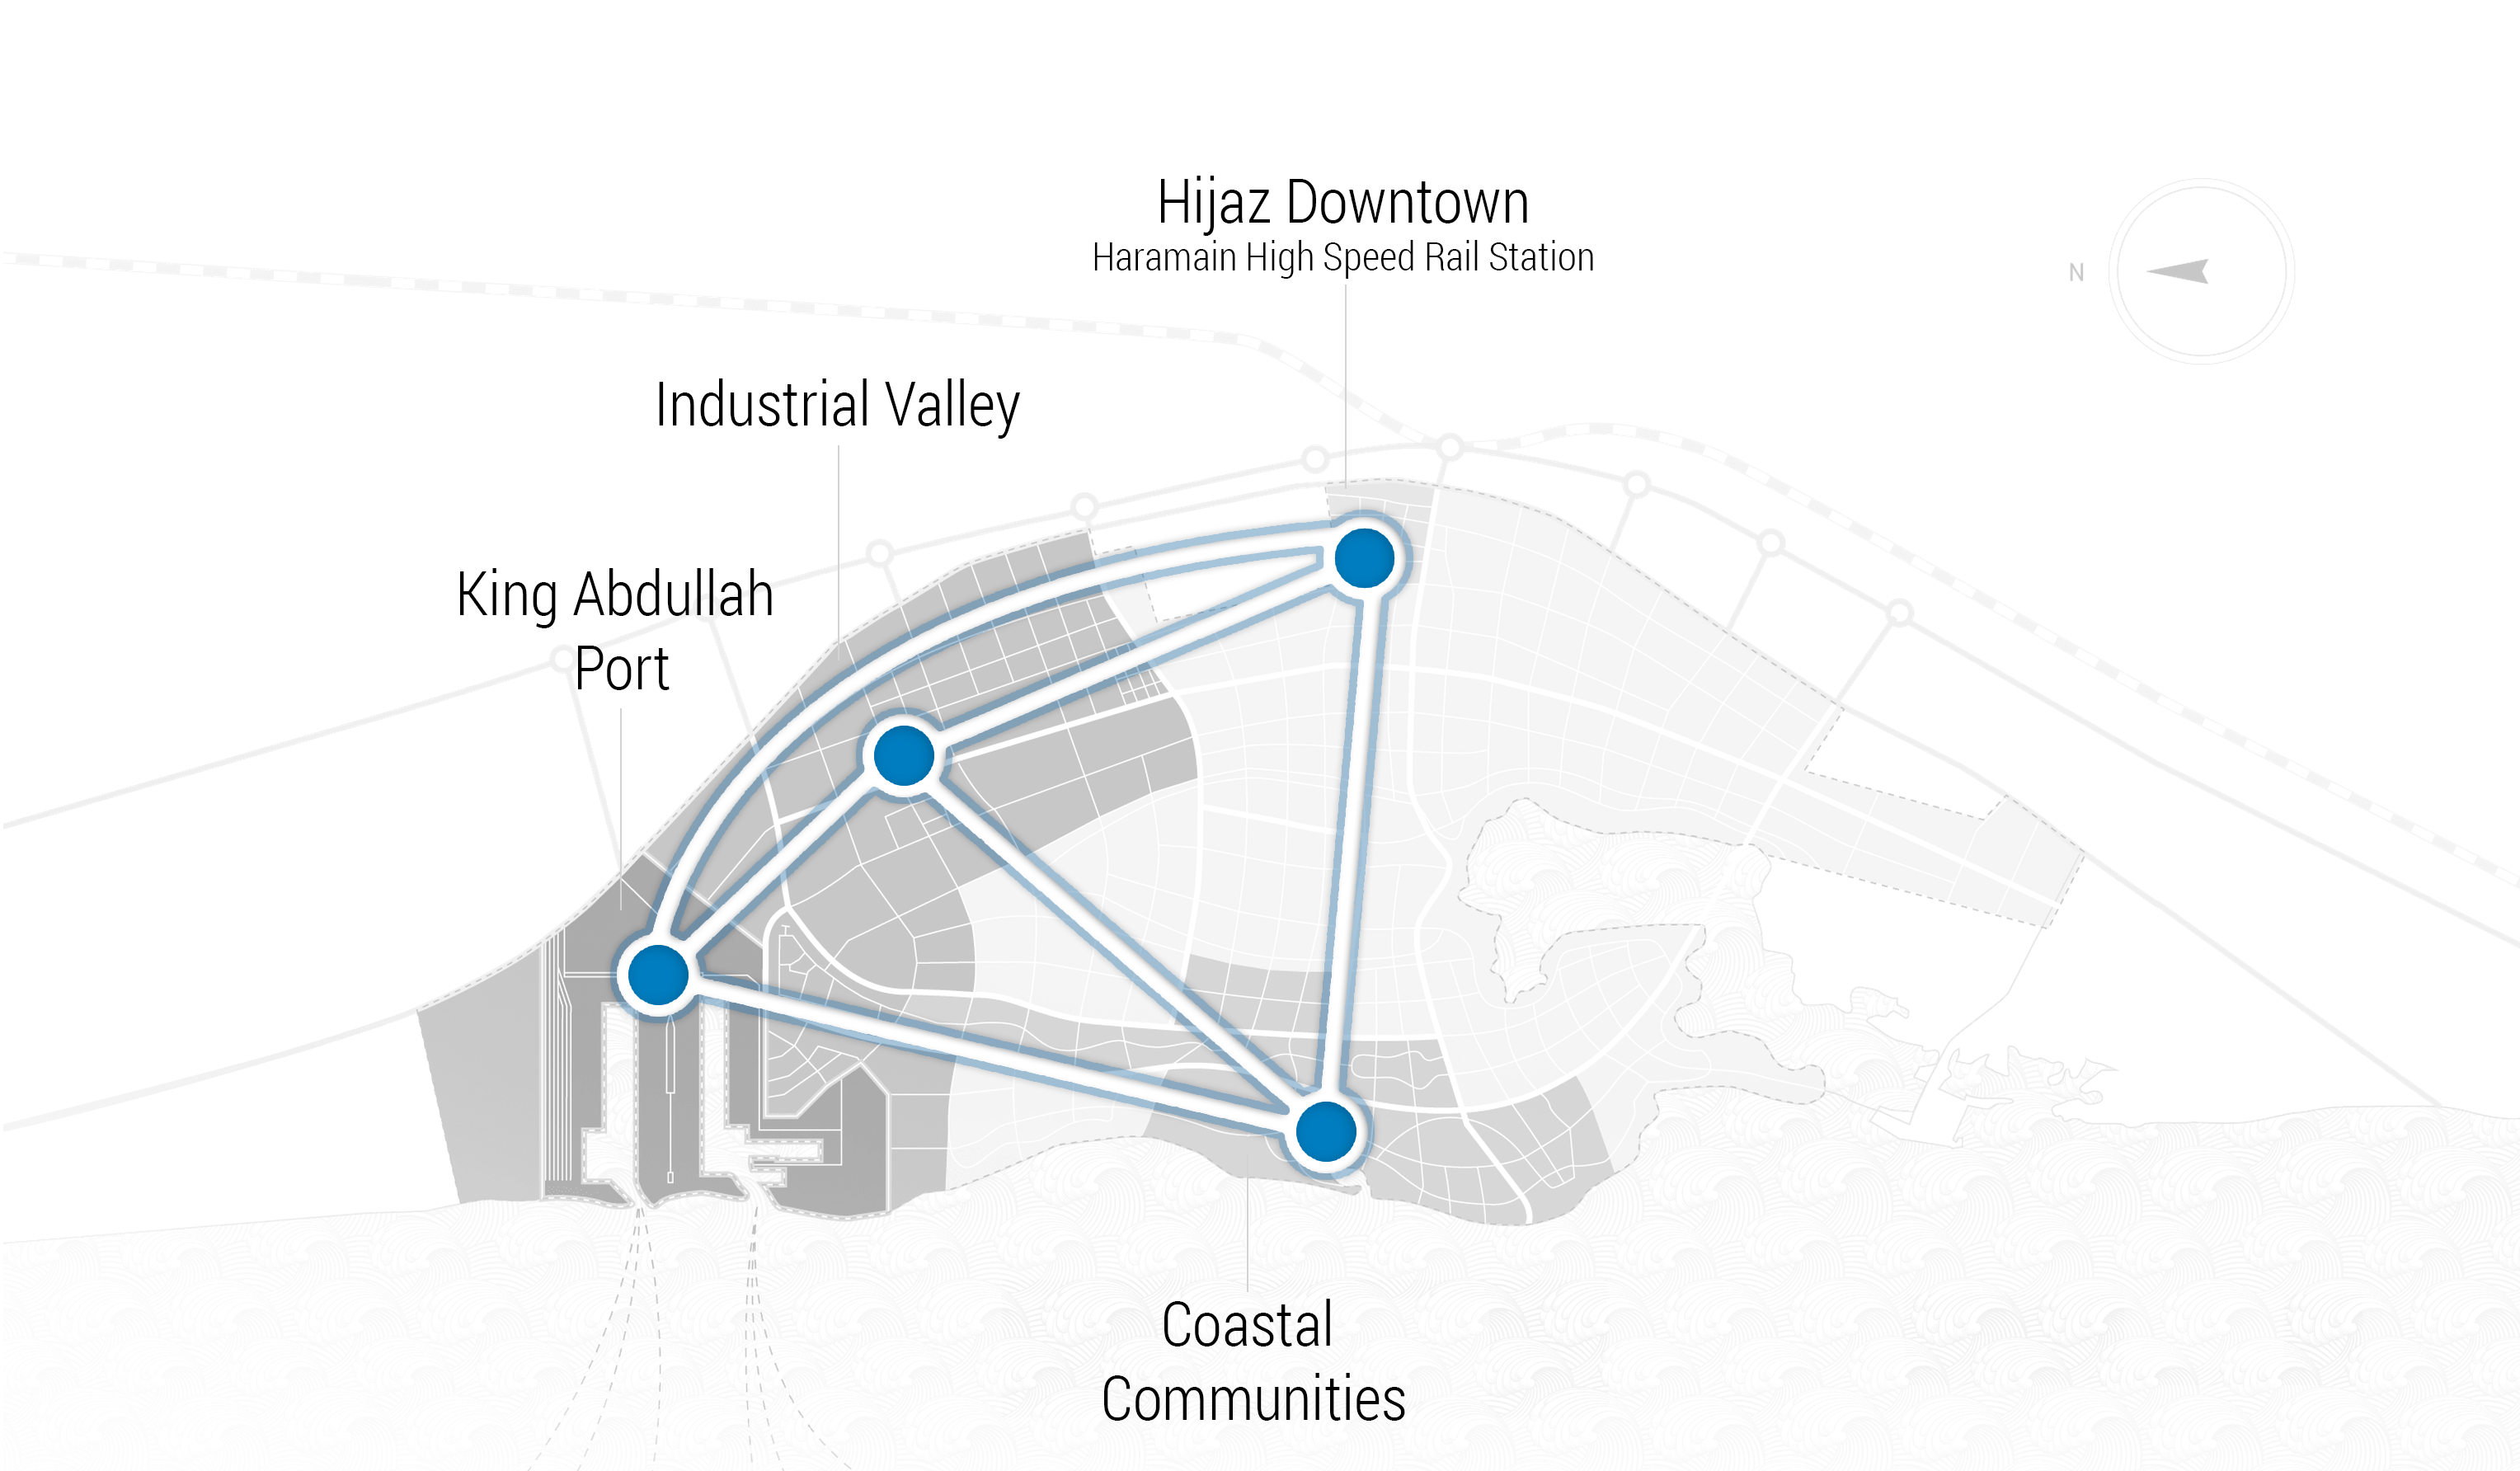 Hijaz Downtown
Haramain High Speed Rail Station
N
Industrial Valley
King Abdullah
Port
Coastal
Communities